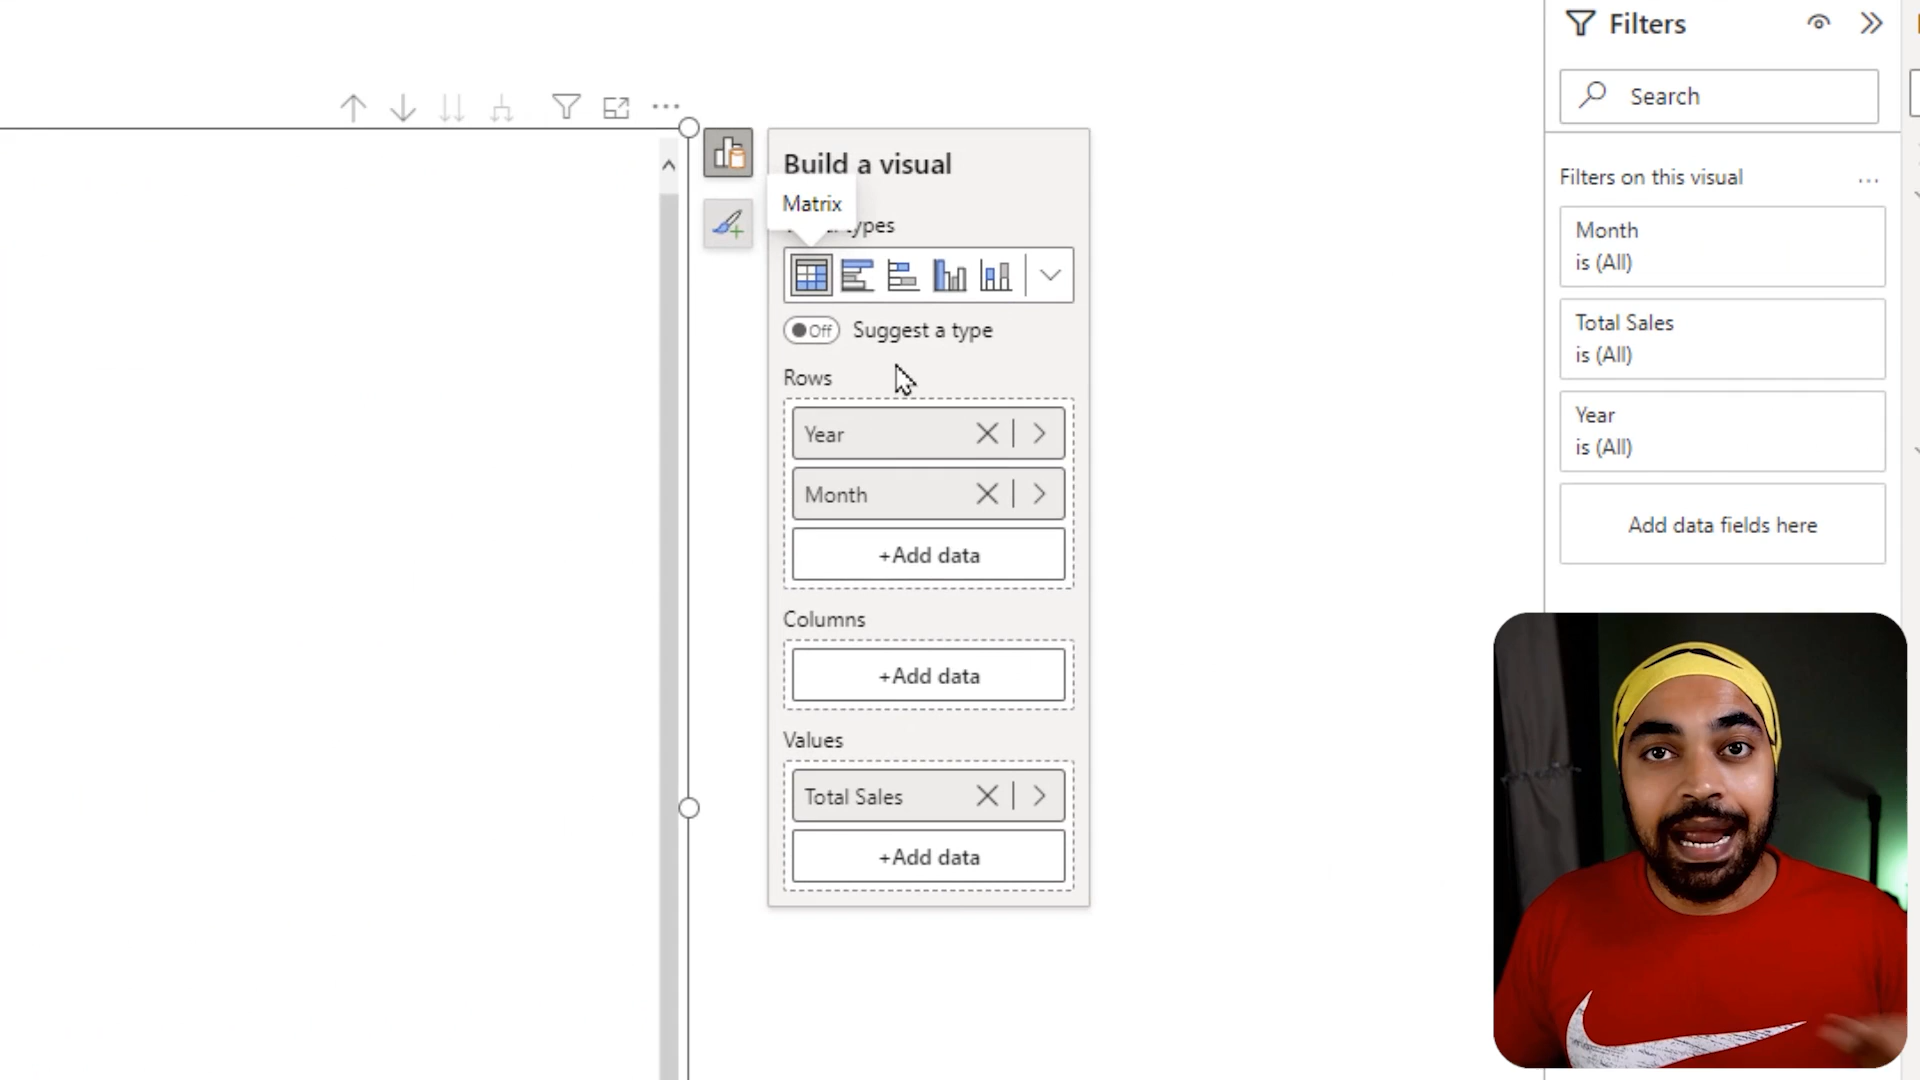 Filters
Search
Build a visual
Matrix
types
Filters on this visual
Month
is (All)
Off
Suggest a type
Total Sales
is (All)
Rows
Year
Year
is (All)
Month
Add data fields here
+Add data
Columns
+Add data
Values
Total Sales
+Add data